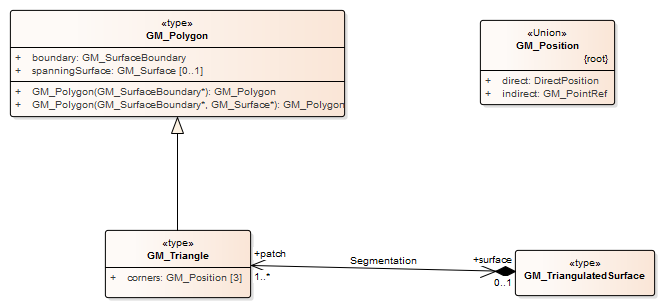 «type»
GM_Polygon
+ boundary: GM_SurfaceBoundary
+ spanningSurface: GM_Surface [0..1]
+ GM_Polygon(GM_SurfaceBoundary*): GM_Polygon
+ GM_Polygon(GM_SurfaceBoundary*, GM_Surface*): GM_Polygon
«Union»
GM_Position
{root}
+ direct: DirectPosition
+ indirect: GM_PointRef
«type»
GM_Triangle
+ corners: GM_Position [3]
+patch
1..*
Segmentation
+surface
0..1
«type»
GM_TriangulatedSurface